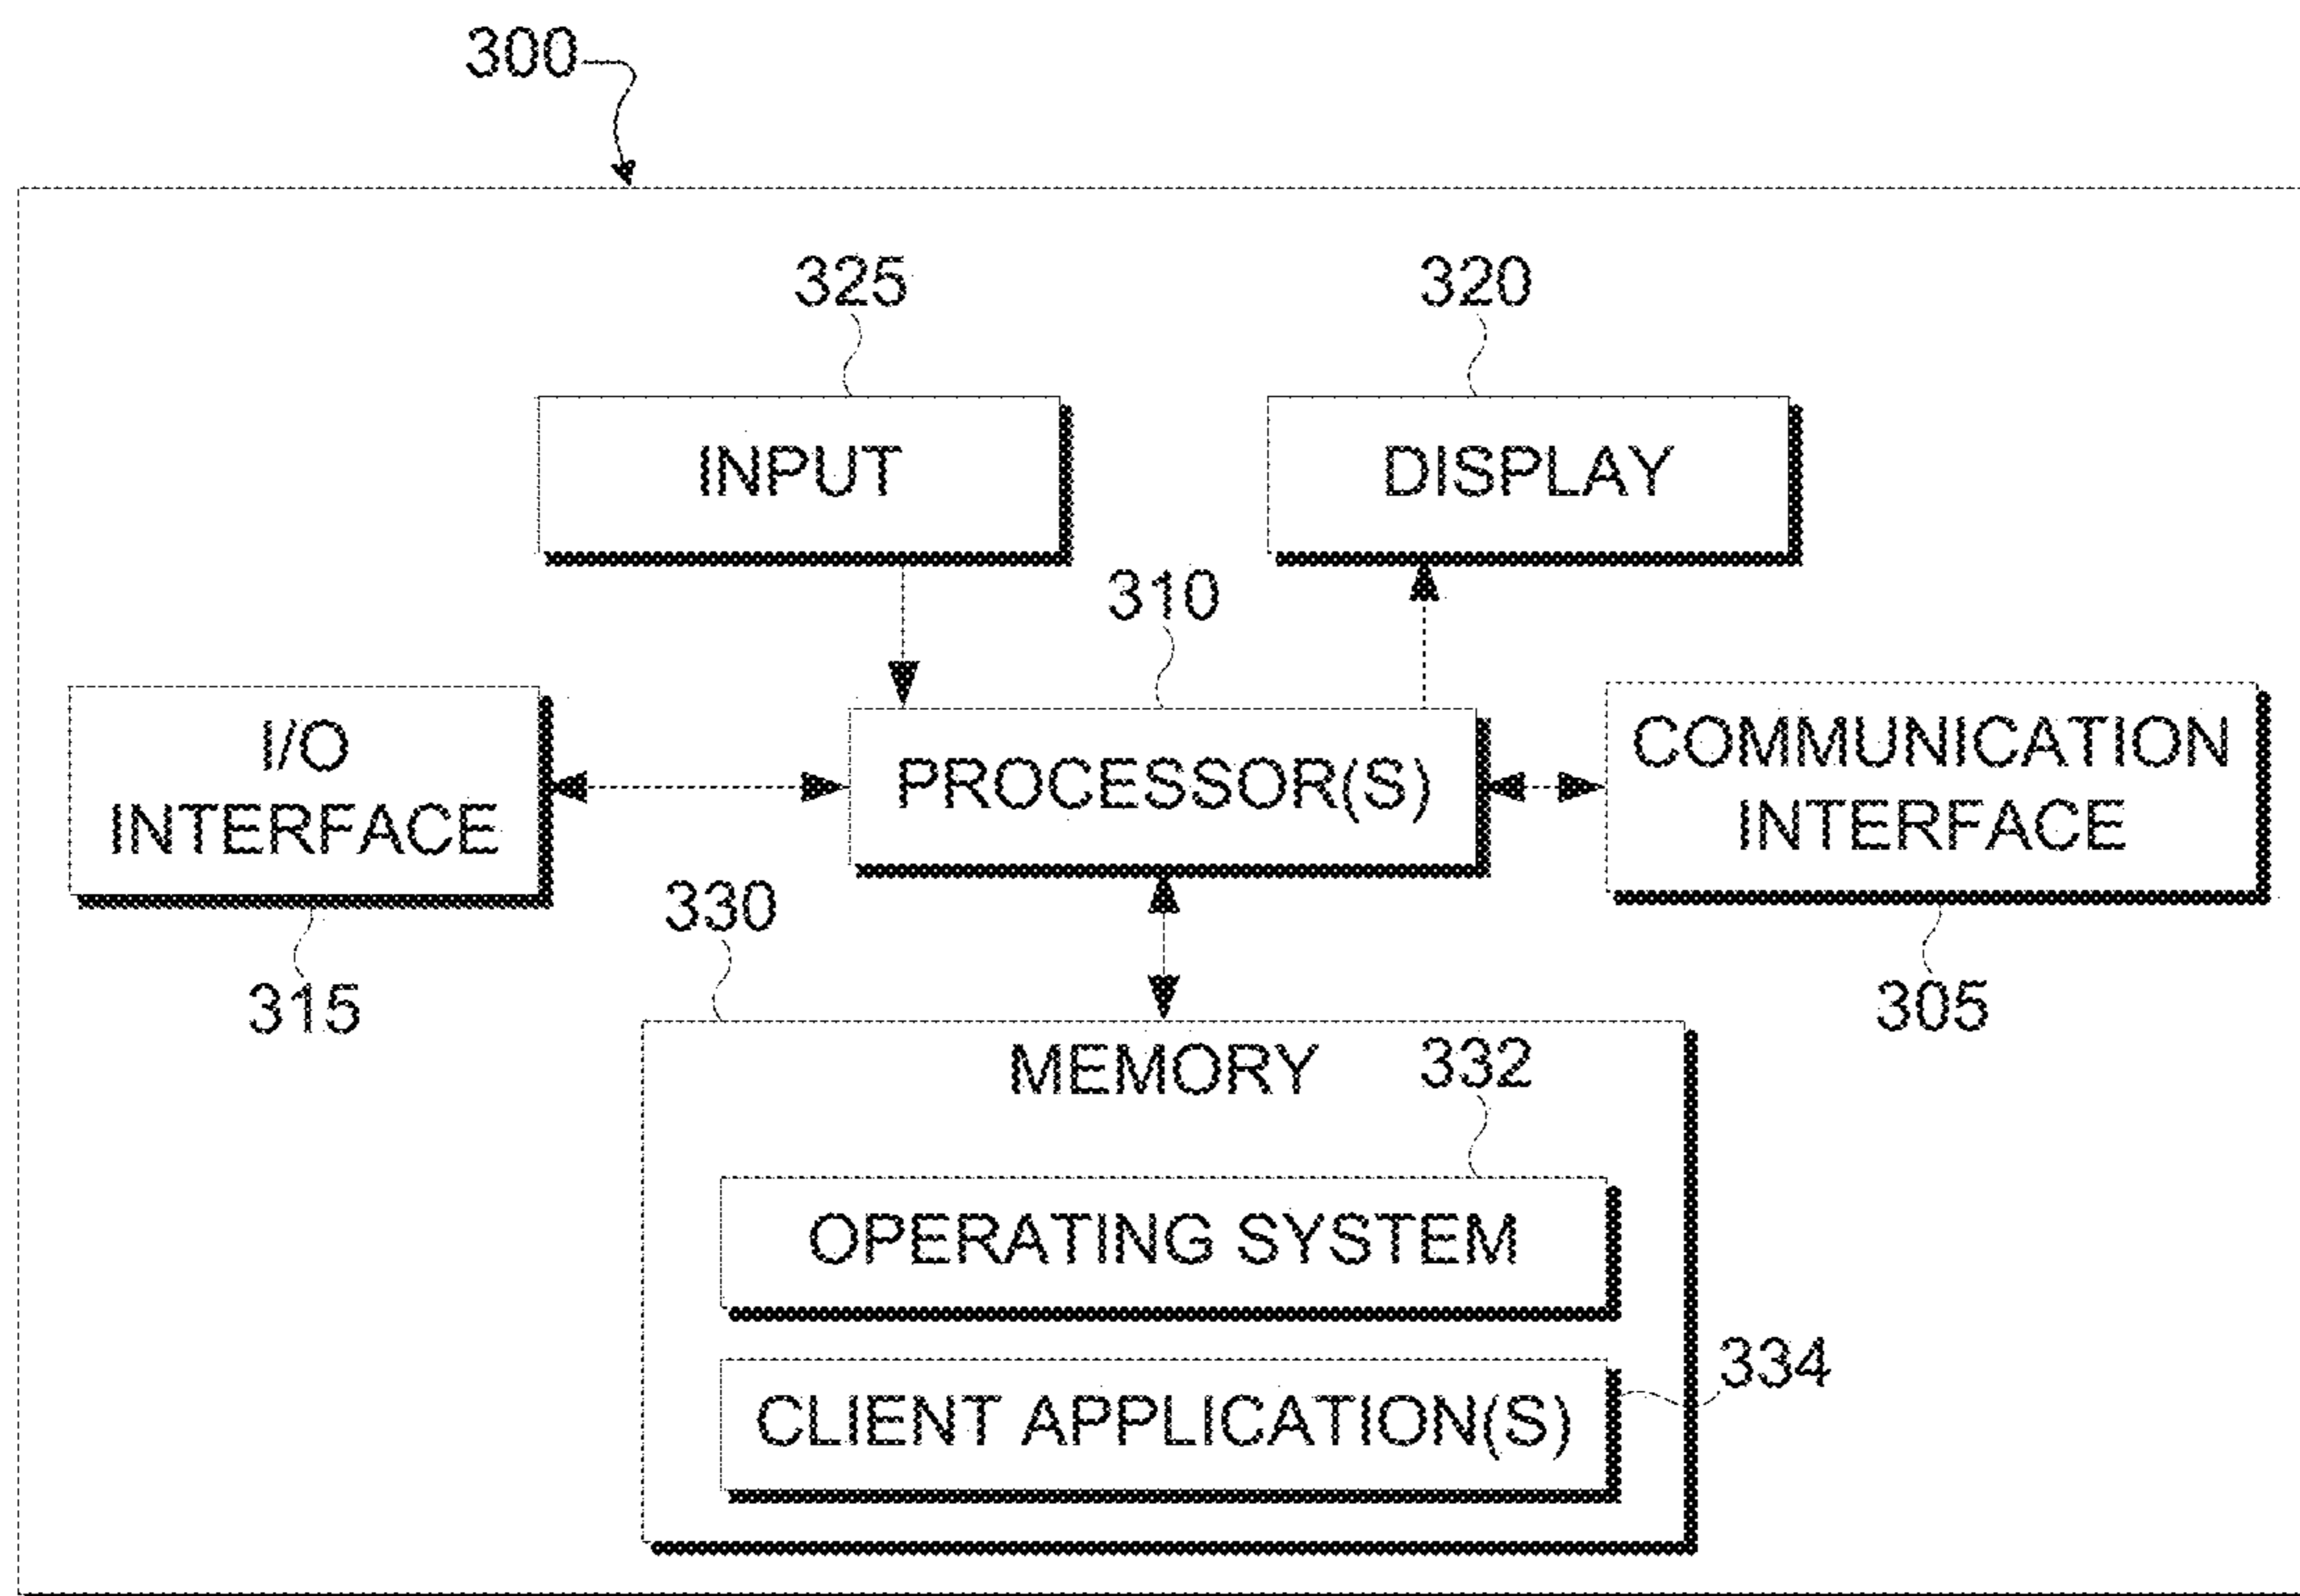 300
325
320
INPUT
DISPLAY
310
I/O
INTERFACE
PROCESSOR(S)
COMMUNICATION
INTERFACE
330
315
305
MEMORY
332
OPERATING SYSTEM
334
CLIENT APPLICATION(S)